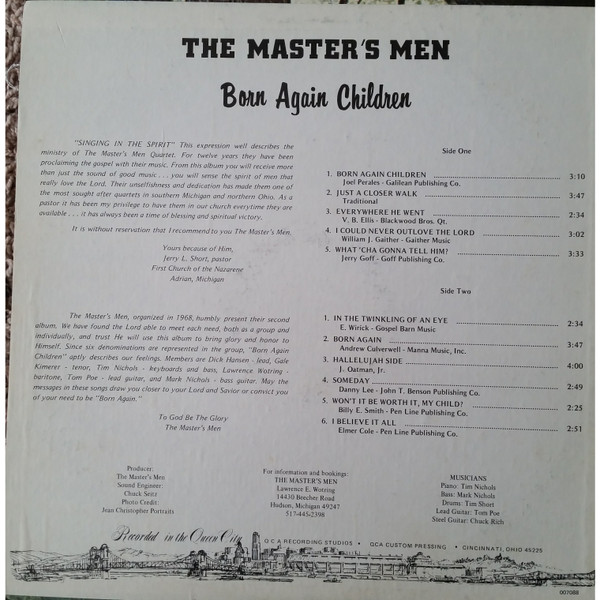 THE MASTER'S MEN
Born Again Children
"SINGING IN THE SPIRIT" This expression well describes the
ministry of The Master's Men Quartet. For twelve years they have been
proclaiming the gospel with their music. From this album you will receive more
than just the sound of good music . . . you will sense the spirit of men that
really love the Lord. Their unselfishness and dedication has made them one of
the most sought after quartets in southern Michigan and northern Ohio. As a
pastor it has been my privilege to have them in our church everytime they are
available . . . it has always been a time of blessing and spiritual victory.
It is without reservation that I recommend to you The Master's Men.
Yours because of Him,
Jerry L. Short, pastor
First Church of the Nazarene
Adrian, Michigan
The Master's Men, organized in 1968, humbly present their second
album. We have found the Lord able to meet each need, both as a group and
individually, and trust He will use this album to bring glory and honor to
Himself. Since six denominations are represented in the group, "Born Again
Children" aptly describes our feelings. Members are Dick Hansen - lead, Gale
Kimerer - tenor, Tim Nichols - keyboards and bass, Lawrence Wotring -
baritone, Tom Poe - lead guitar, and Mark Nichols - bass guitar. May the
messages in these songs draw you closer to your Lord and Savior or convict you
of your need to be "Born Again."
To God Be The Glory
The Master's Men
Side One
1. BORN AGAIN CHILDREN 3:10
Joel Perales - Galilean Publishing Co.
2. JUST A CLOSER WALK 3:47
Traditional
3. EVERYWHERE HE WENT 2:34
V. B. Ellis - Blackwood Bros. Qt.
4. I COULD NEVER OUTLOVE THE LORD 3:02
William J. Gaither - Gaither Music
5. WHAT 'CHA GONNA TELL HIM? 3:33
Jerry Goff - Goff Publishing Co.
Side Two
1. IN THE TWINKLING OF AN EYE 2:34
E. Wirick - Gospel Barn Music
2. BORN AGAIN 3:47
Andrew Culverwell - Manna Music, Inc.
3. HALLELUJAH SIDE 4:00
J. Oatman, Jr.
4. SOMEDAY 2:49
Danny Lee - John T. Benson Publishing Co.
5. WON'T IT BE WORTH IT, MY CHILD? 2:25
Billy E. Smith - Pen Line Publishing Co.
6. I BELIEVE IT ALL 2:51
Elmer Cole - Pen Line Publishing Co.
Producer:
The Master's Men
Sound Engineer:
Chuck Seitz
Photo Credit:
Jean Christopher Portraits
For information and bookings:
THE MASTER'S MEN
Lawrence E. Wotring
14430 Beecher Road
Hudson, Michigan 49247
517-445-2398
MUSICIANS
Piano: Tim Nichols
Bass: Mark Nichols
Drums: Tim Short
Lead Guitar: Tom Poe
Steel Guitar: Chuck Rich
Recorded in the Queen City
QCA RECORDING STUDIOS • QCA CUSTOM PRESSING • CINCINNATI, OHIO 45225
007088